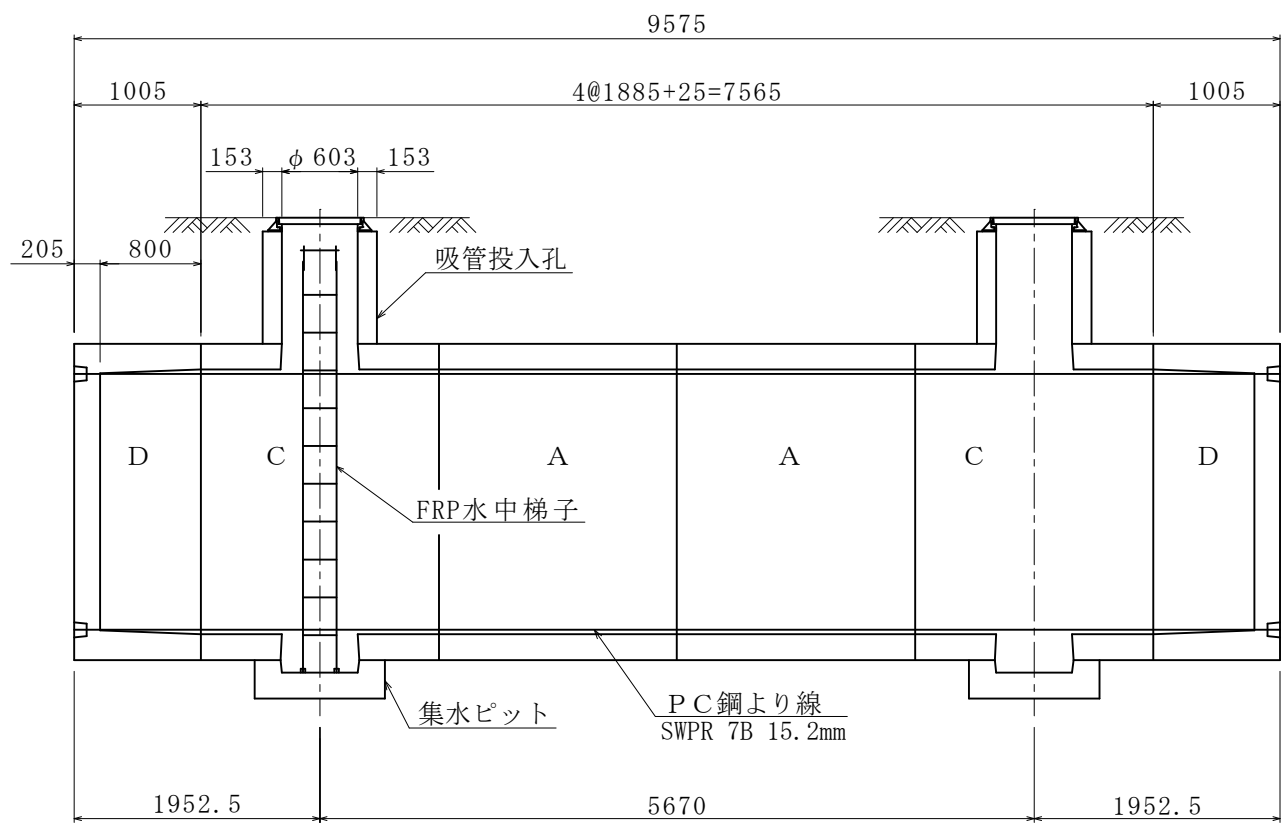 9575
1005
4@1885+25=7565
1005
153
φ603
153
205
800
吸管投入孔
D
C
A
A
C
D
FRP水中梯子
集水ピット
ＰＣ鋼より線
SWPR 7B 15.2mm
1952.5
5670
1952.5